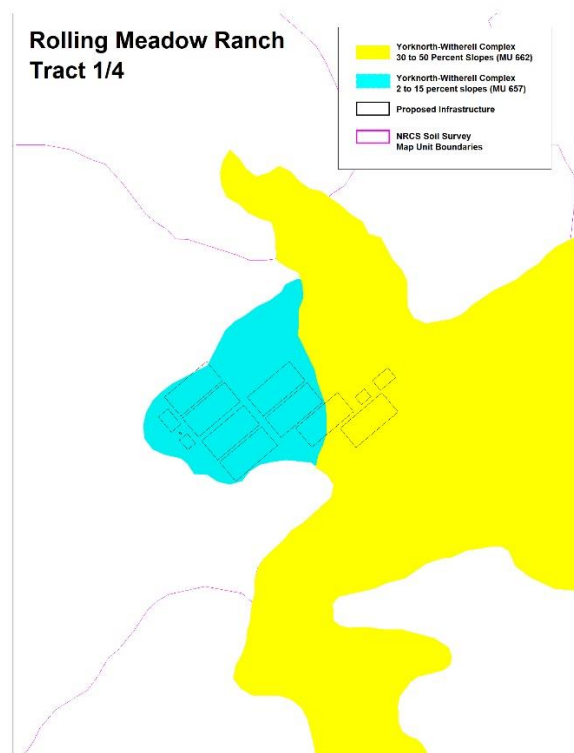 Rolling Meadow Ranch
Tract 1/4
Yorknorth-Witherell Complex
30 to 50 Percent Slopes (MU 662)
Yorknorth-Witherell Complex
2 to 15 percent slopes (MU 657)
Proposed Infrastructure
NRCS Soil Survey
Map Unit Boundaries